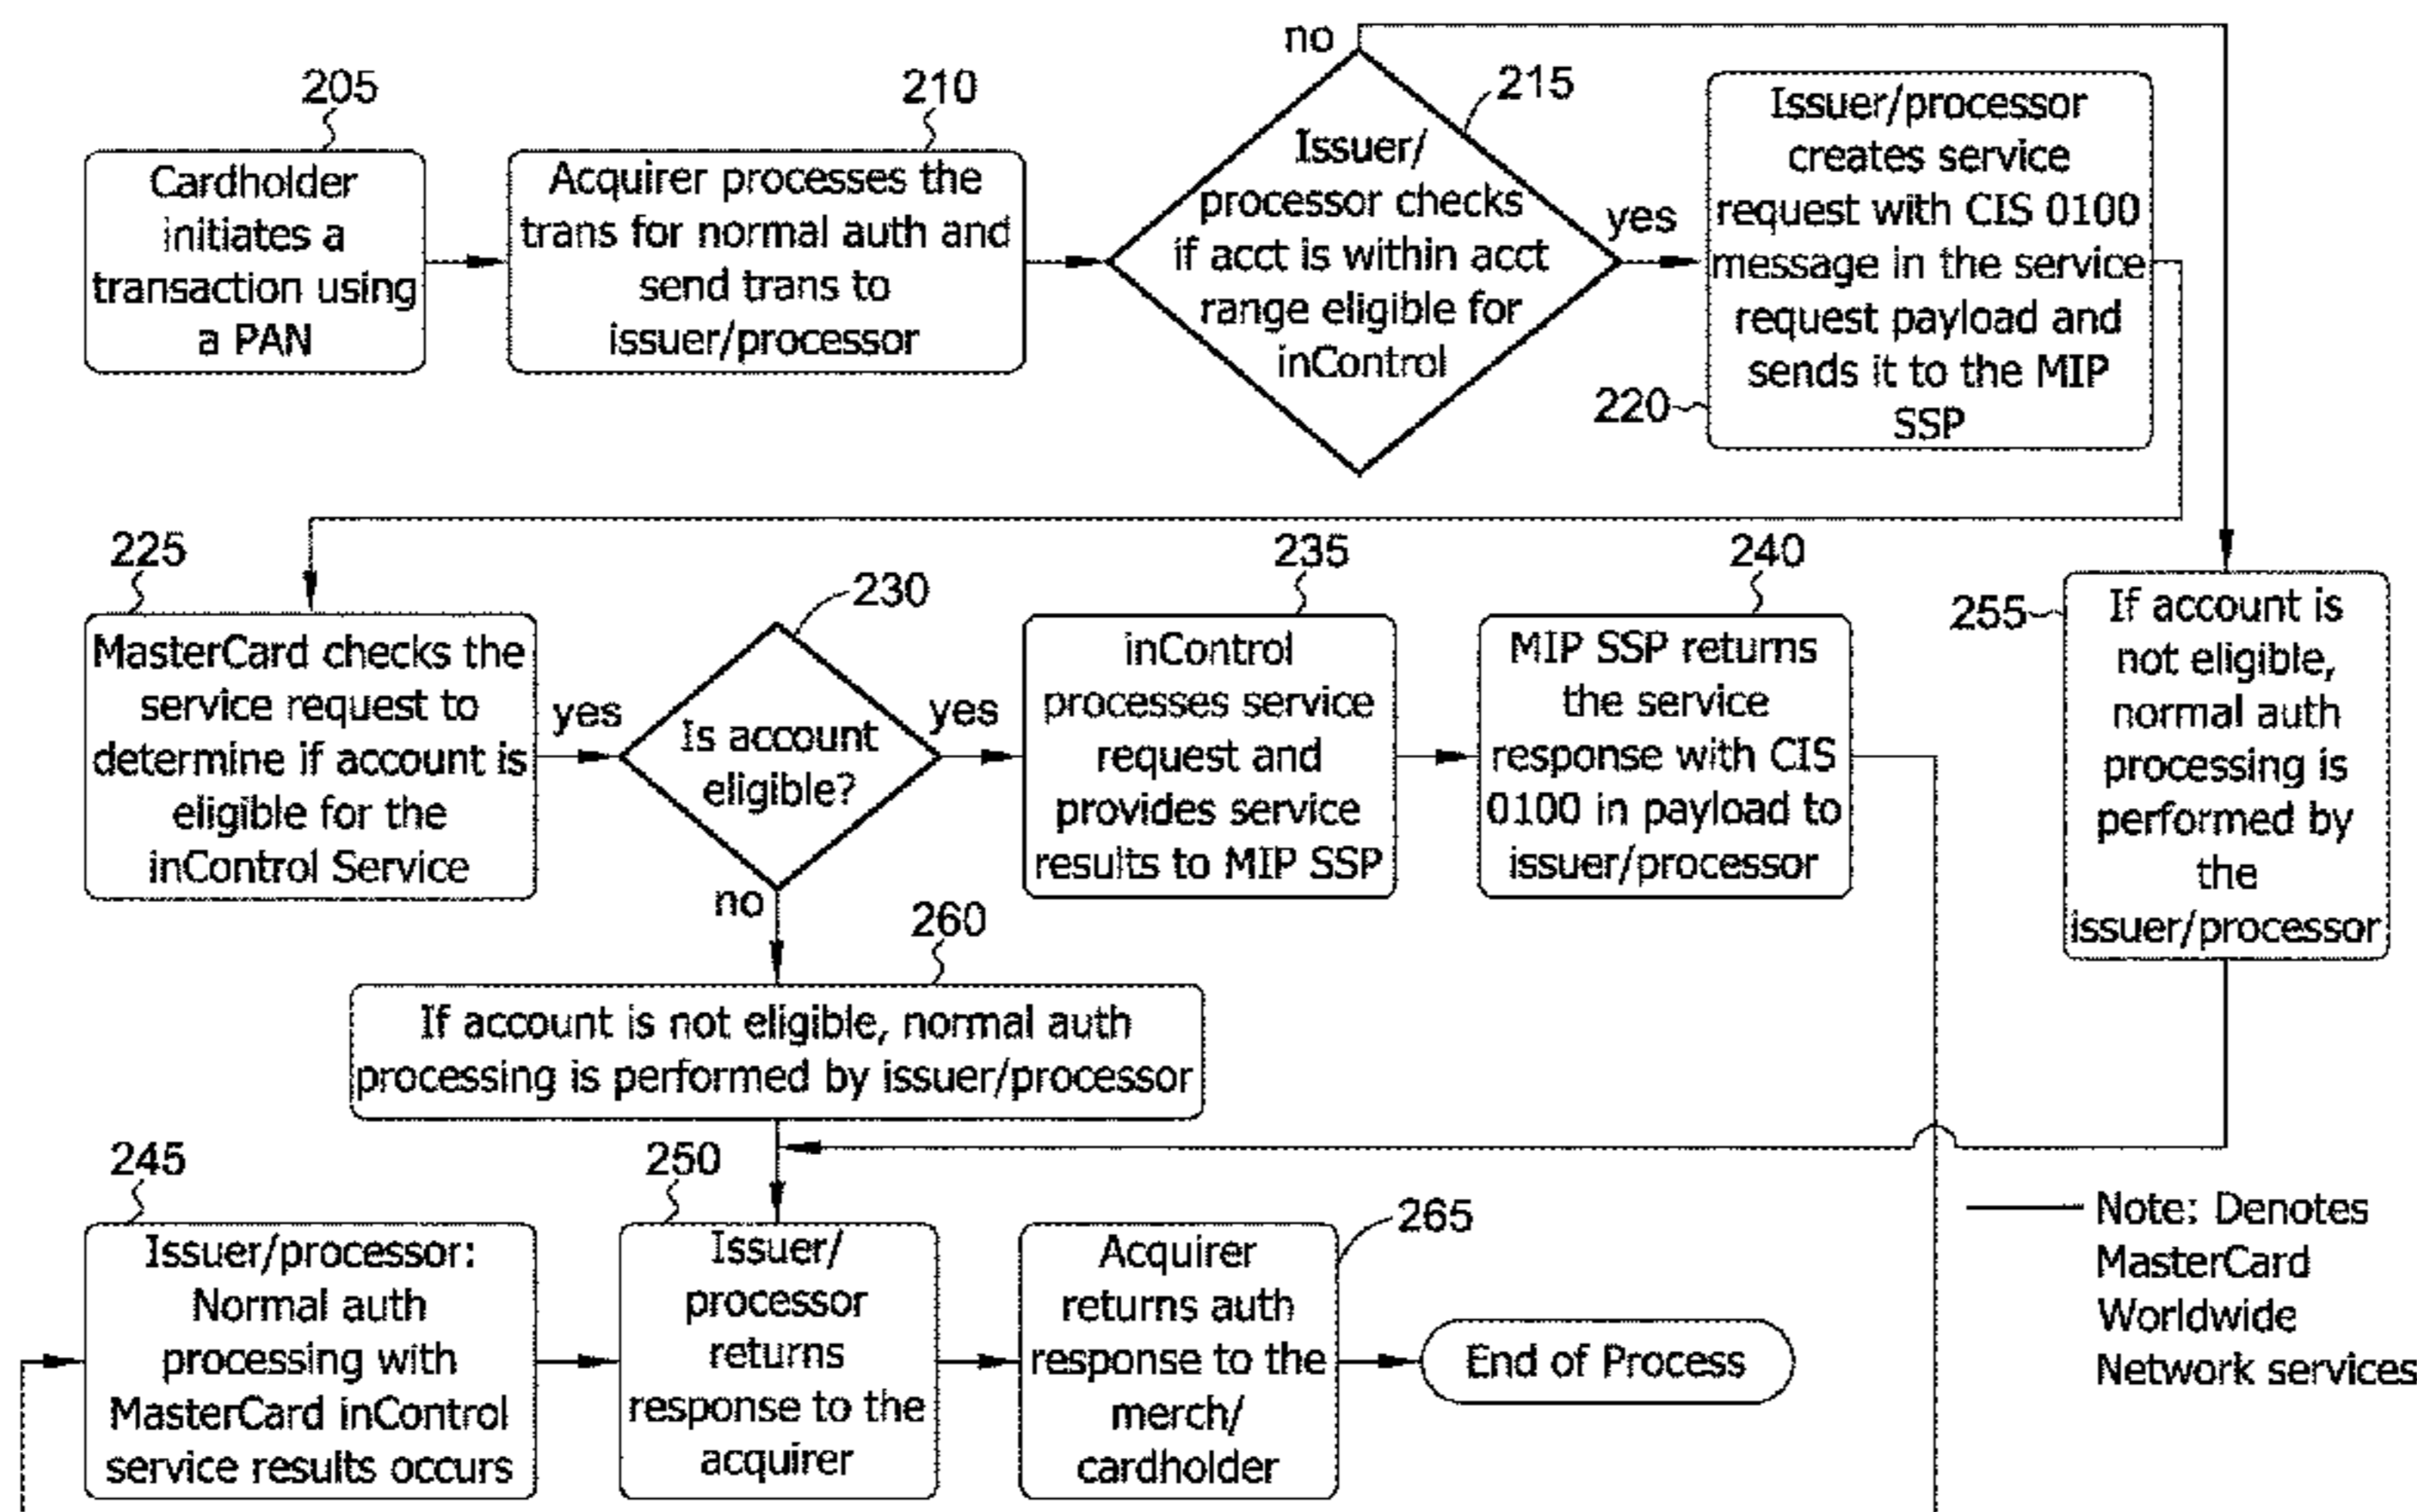 205
Cardholder
initiates a
transaction using
a PAN
210
Acquirer processes the
trans for normal auth and
send trans to
issuer/processor
no
215
Issuer/
processor checks
if acct is within acct
range eligible for
inControl
yes
Issuer/processor
creates service
request with CIS 0100
message in the service
request payload and
sends it to the MIP
SSP
220
225
MasterCard checks the
service request to
determine if account is
eligible for the
inControl Service
yes
230
Is account
eligible?
yes
no
235
inControl
processes service
request and
provides service
results to MIP SSP
240
MIP SSP returns
the service
response with CIS
0100 in payload to
issuer/processor
255
If account is
not eligible,
normal auth
processing is
performed by
the
issuer/processor
260
If account is not eligible, normal auth
processing is performed by issuer/processor
245
Issuer/processor:
Normal auth
processing with
MasterCard inControl
service results occurs
250
Issuer/
processor
returns
response to the
acquirer
265
Acquirer
returns auth
response to the
merch/
cardholder
End of Process
Note: Denotes
MasterCard
Worldwide
Network services